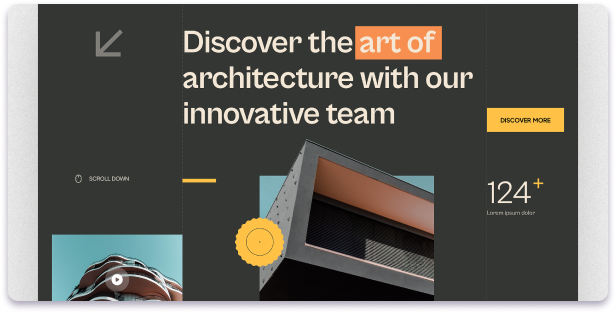 Discover the art of
architecture with our
innovative team
DISCOVER MORE
SCROLL DOWN
124+
Lorem ipsum dolor